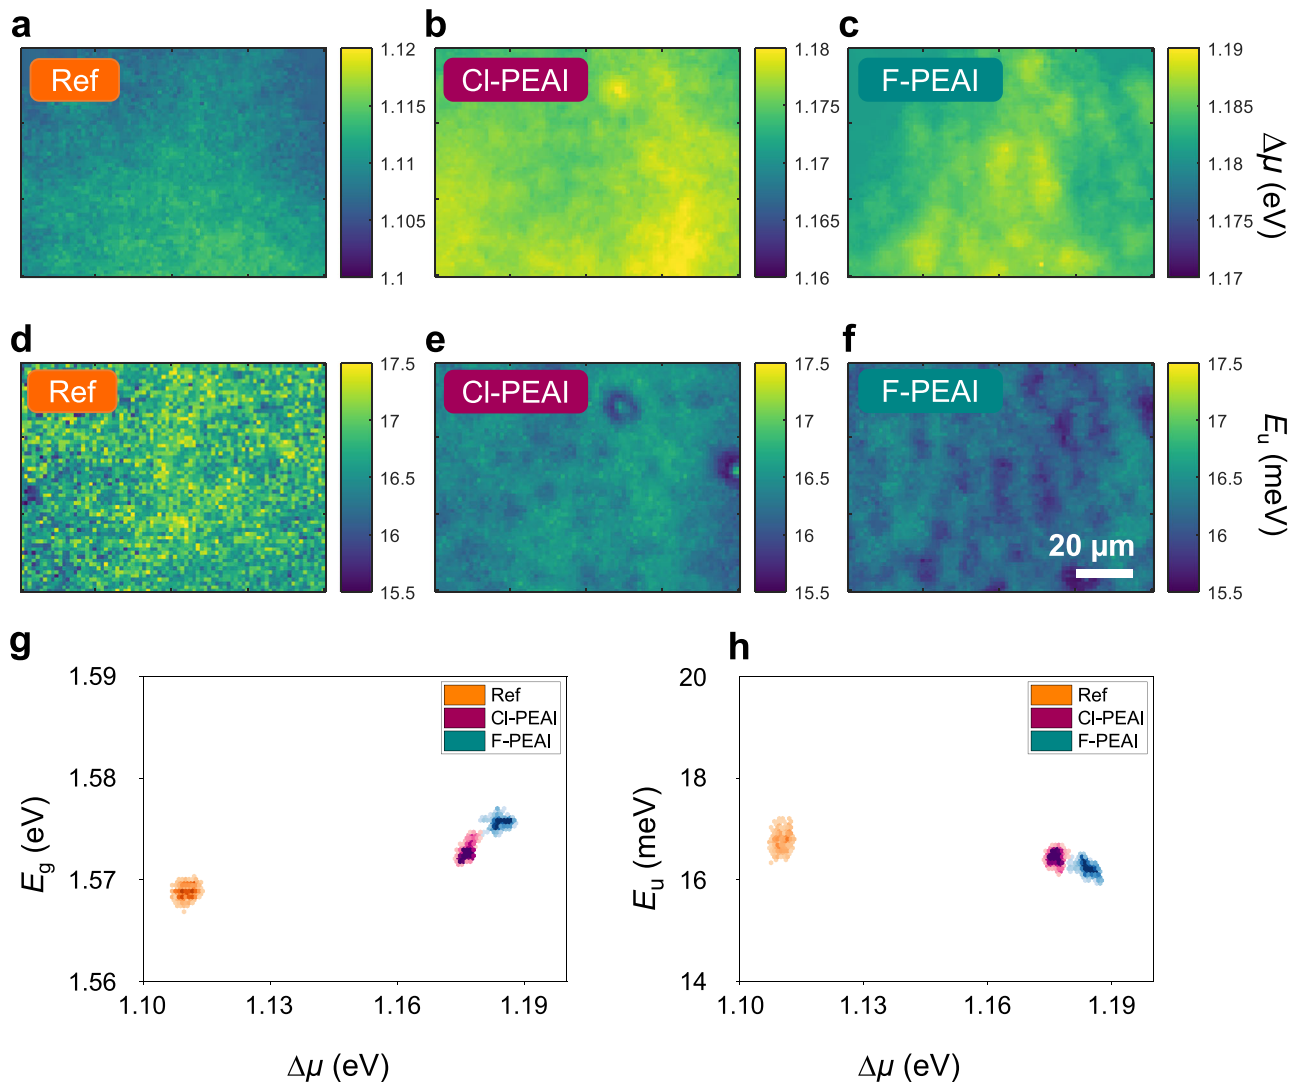 a
b
c
Ref
Cl-PEAI
F-PEAI
1.12
1.115
1.11
1.105
1.1
1.18
1.175
1.17
1.165
1.16
1.19
1.185
1.18
1.175
1.17
Δμ (eV)
d
e
f
Ref
Cl-PEAI
F-PEAI
17.5
17
16.5
16
15.5
17.5
17
16.5
16
15.5
17.5
17
16.5
16
15.5
Eu (meV)
20 μm
g
1.59
1.58
1.57
1.56
Eg (eV)
Ref
Cl-PEAI
F-PEAI
1.10
1.13
1.16
1.19
Δμ (eV)
h
20
18
16
14
Eu (meV)
Ref
Cl-PEAI
F-PEAI
1.10
1.13
1.16
1.19
Δμ (eV)